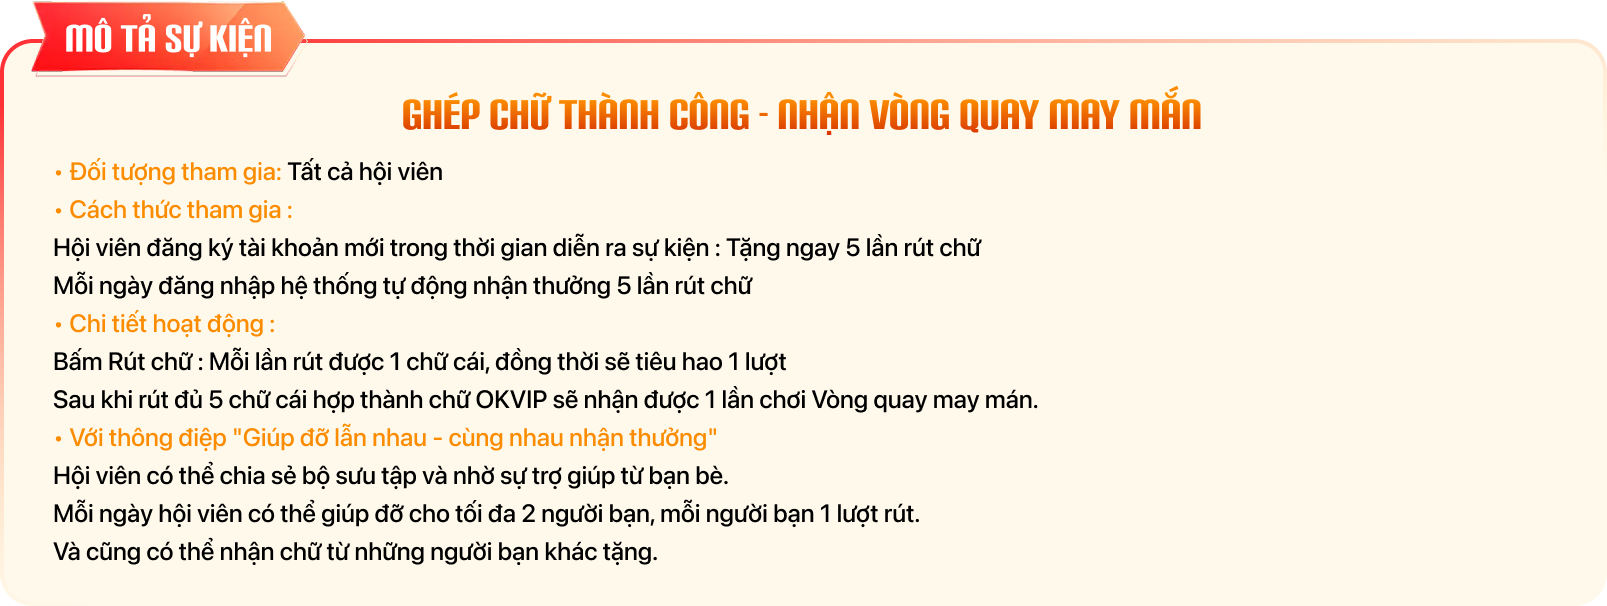 MÔ TẢ SỰ KIỆN
GHÉP CHỮ THÀNH CÔNG - NHẬN VÒNG QUAY MAY MẮN
• Đối tượng tham gia: Tất cả hội viên
• Cách thức tham gia :
Hội viên đăng ký tài khoản mới trong thời gian diễn ra sự kiện : Tặng ngay 5 lần rút chữ
Mỗi ngày đăng nhập hệ thống tự động nhận thưởng 5 lần rút chữ
• Chi tiết hoạt động :
Bấm Rút chữ : Mỗi lần rút được 1 chữ cái, đồng thời sẽ tiêu hao 1 lượt
Sau khi rút đủ 5 chữ cái hợp thành chữ OKVIP sẽ nhận được 1 lần chơi Vòng quay may mán.
• Với thông điệp "Giúp đỡ lẫn nhau - cùng nhau nhận thưởng"
Hội viên có thể chia sẻ bộ sưu tập và nhờ sự trợ giúp từ bạn bè.
Mỗi ngày hội viên có thể giúp đỡ cho tối đa 2 người bạn, mỗi người bạn 1 lượt rút.
Và cũng có thể nhận chữ từ những người bạn khác tặng.